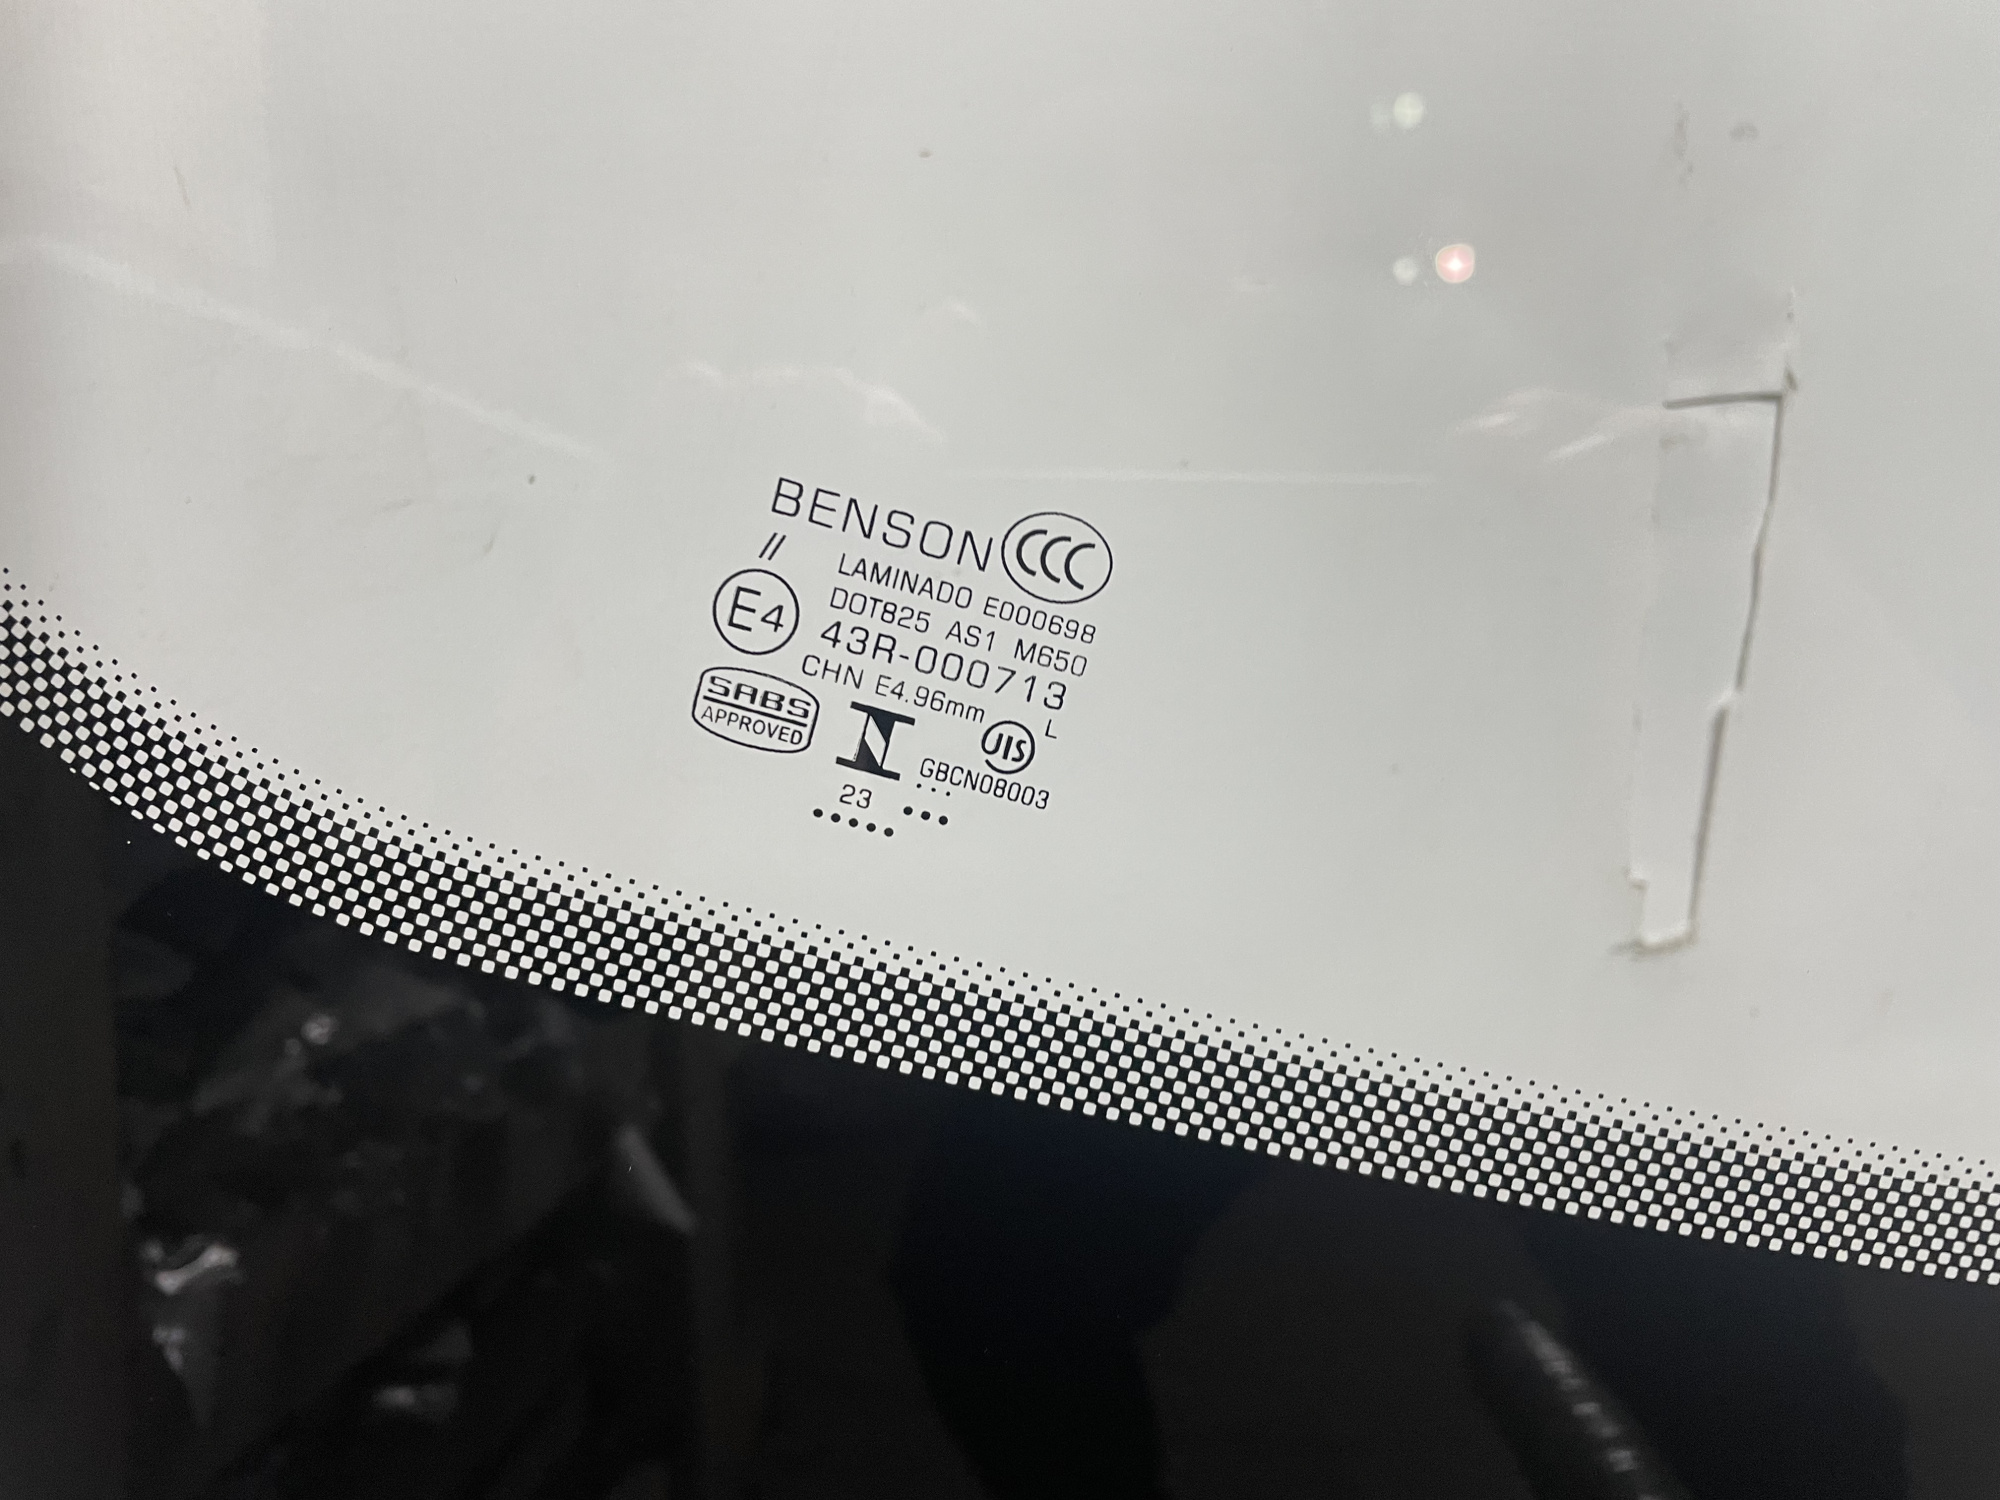 BENSON CCC
//
LAMINADO E000698
DOT825 AS1 M650
E4 43R-000713
CHN E4.96mm L
SABS
APPROVED
JIS
GBCN08003
23